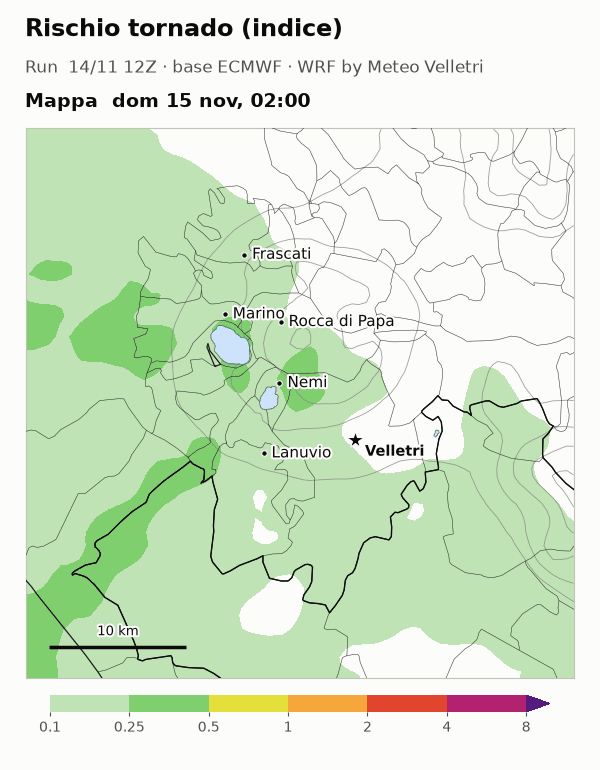 Rischio tornado (indice)
Run  14/11 12Z · base ECMWF · WRF by Meteo Velletri
Mappa  dom 15 nov, 02:00
Frascati
Marino
Rocca di Papa
Nemi
Velletri
Lanuvio
10 km
0.1 0.25 0.5 1 2 4 8